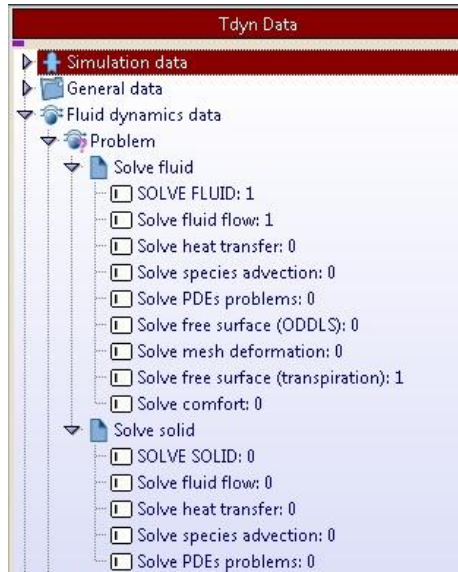 Tdyn Data
Simulation data
General data
Fluid dynamics data
Problem
Solve fluid
SOLVE FLUID: 1
Solve fluid flow: 1
Solve heat transfer: 0
Solve species advection: 0
Solve PDEs problems: 0
Solve free surface (ODDLS): 0
Solve mesh deformation: 0
Solve free surface (transpiration): 1
Solve comfort: 0
Solve solid
SOLVE SOLID: 0
Solve fluid flow: 0
Solve heat transfer: 0
Solve species advection: 0
Solve PDEs problems: 0